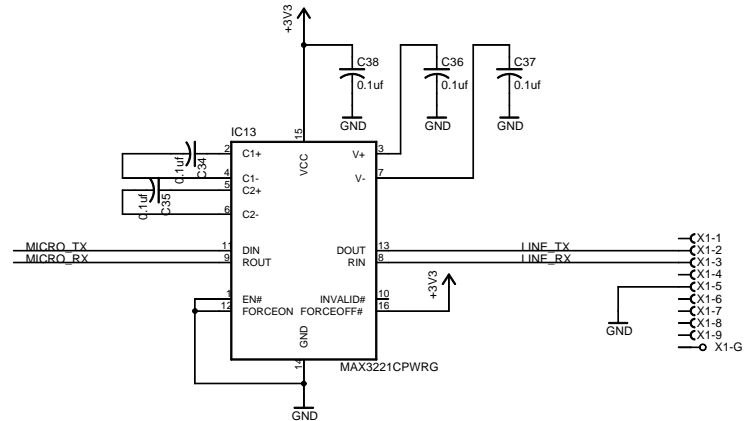 +3V3
C38
0.1uf
GND
C36
0.1uf
GND
C37
0.1uf
GND
IC13
15
VCC
2
C1+
0.1uf
C34
4
C1-
5
C2+
0.1uf
C35
6
C2-
V+
3
V-
7
MICRO_TX
11
DIN
MICRO_RX
9
ROUT
DOUT
13
LINE_TX
RIN
8
LINE_RX
1
EN#
12
FORCEON
INVALID#
10
FORCEOFF#
16
+3V3
GND
14
MAX3221CPWRG
GND
GND
X1-1
X1-2
X1-3
X1-4
X1-5
X1-6
X1-7
X1-8
X1-9
X1-G